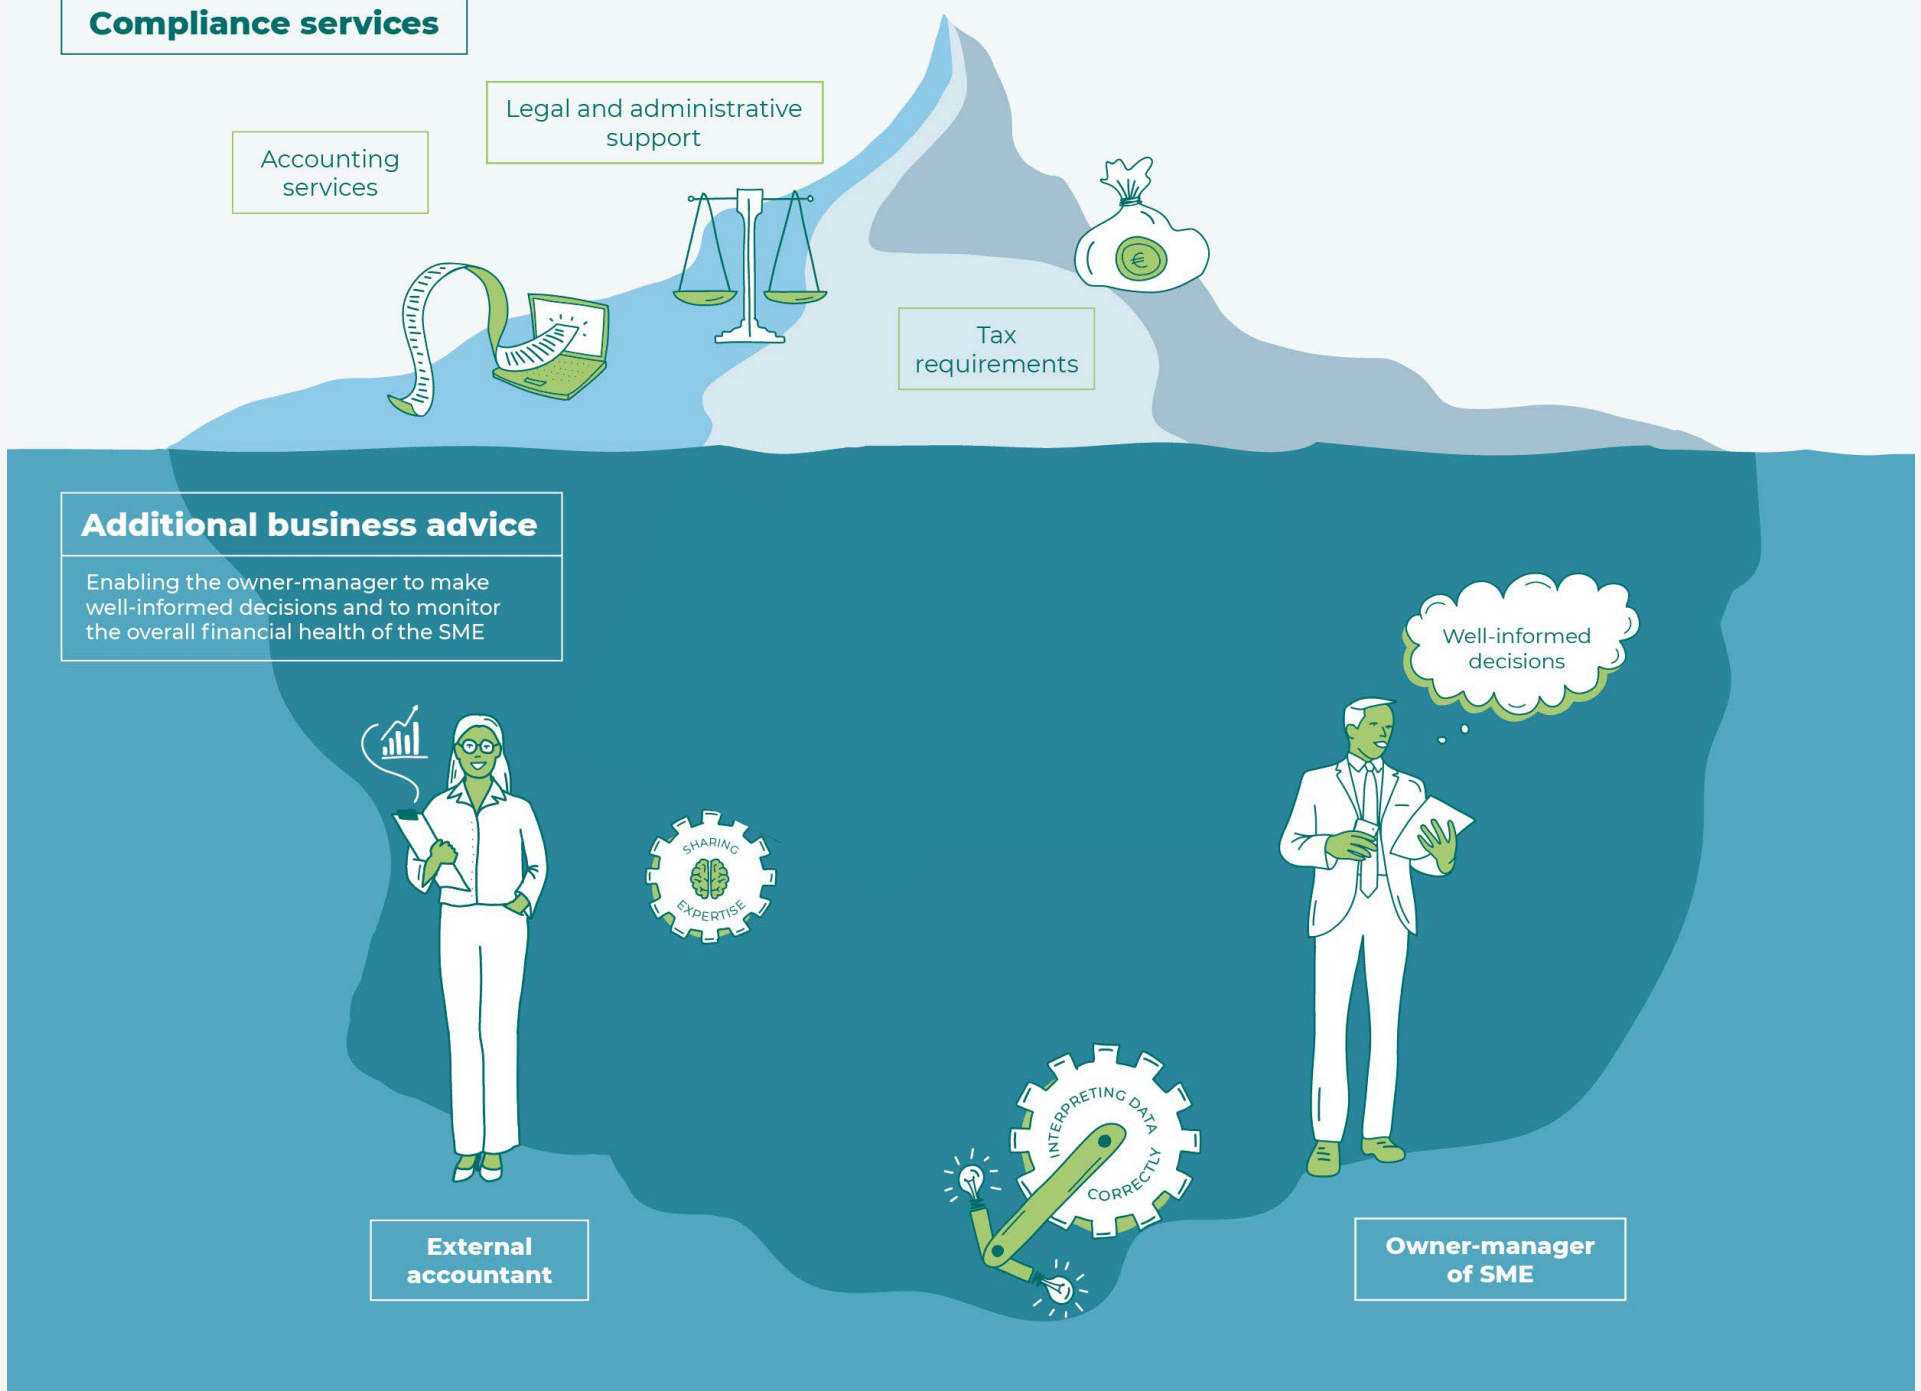 Compliance services
Legal and administrative
support
Accounting
services
€
Tax
requirements
Additional business advice
Enabling the owner-manager to make
well-informed decisions and to monitor
the overall financial health of the SME
Well-informed
decisions
SHARING
EXPERTISE
INTERPRETING DATA
CORRECTLY
External
accountant
Owner-manager
of SME